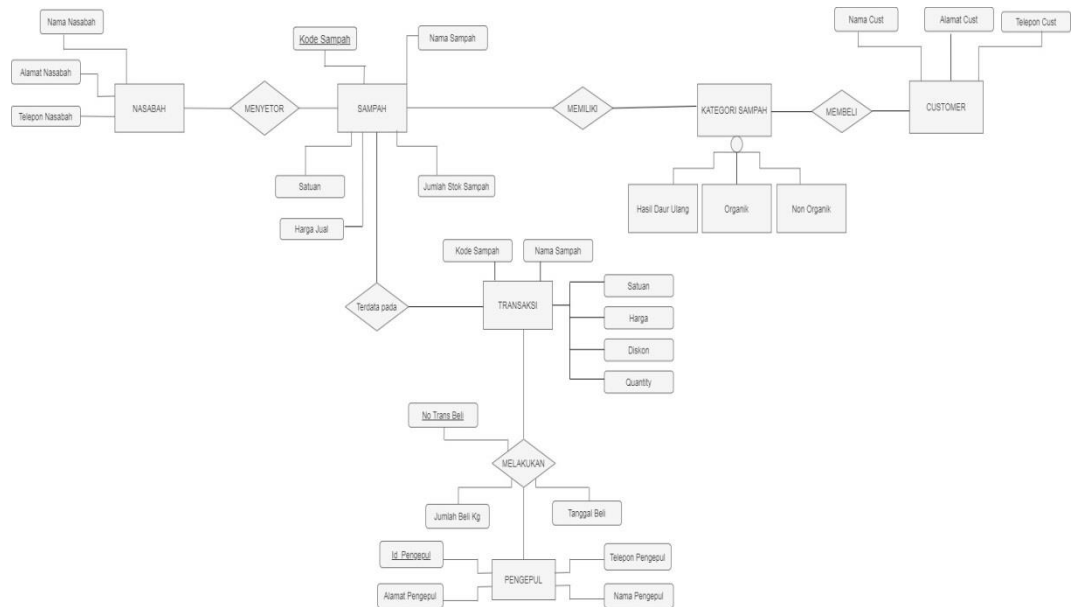 Nama Nasabah
Alamat Nasabah
Telepon Nasabah
NASABAH
MENYETOR
Kode Sampah
Nama Sampah
SAMPAH
Satuan
Harga Jual
Jumlah Stok Sampah
MEMILIKI
KATEGORI SAMPAH
Hasil Daur Ulang
Organik
Non Organik
MEMBELI
Nama Cust
Alamat Cust
Telepon Cust
CUSTOMER
Terdata pada
Kode Sampah
Nama Sampah
TRANSAKSI
Satuan
Harga
Diskon
Quantity
No Trans Beli
MELAKUKAN
Jumlah Beli Kg
Tanggal Beli
Id_Pengepul
Telepon Pengepul
PENGEPUL
Alamat Pengepul
Nama Pengepul